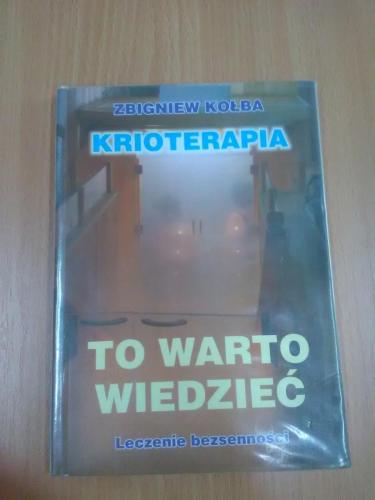 ZBIGNIEW KOŁBA
KRIOTERAPIA
TO WARTO
WIEDZIEĆ
Leczenie bezsenności